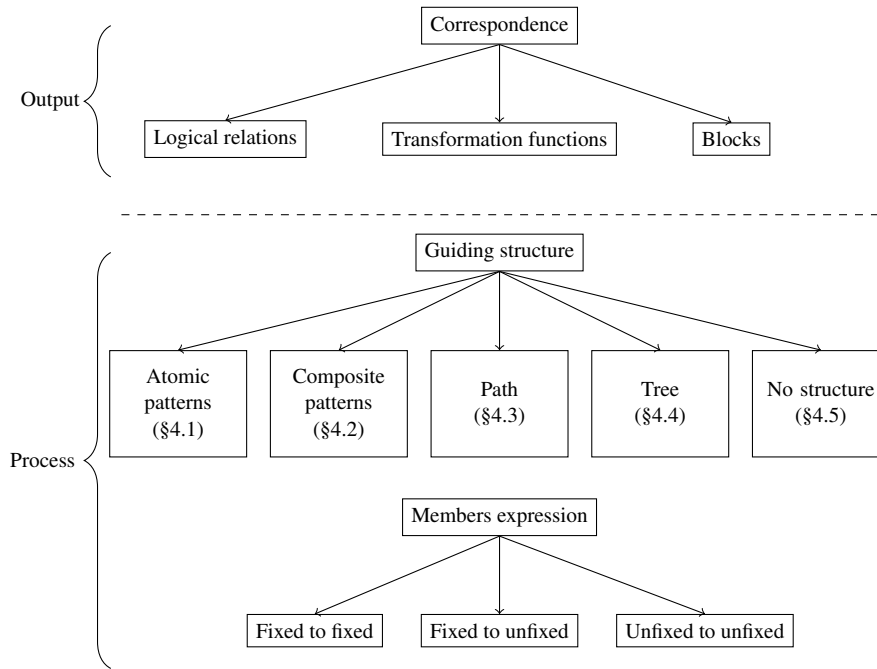 Correspondence
Output
Logical relations
Transformation functions
Blocks
Guiding structure
Atomic
patterns
(§4.1)
Composite
patterns
(§4.2)
Path
(§4.3)
Tree
(§4.4)
No structure
(§4.5)
Process
Members expression
Fixed to fixed
Fixed to unfixed
Unfixed to unfixed